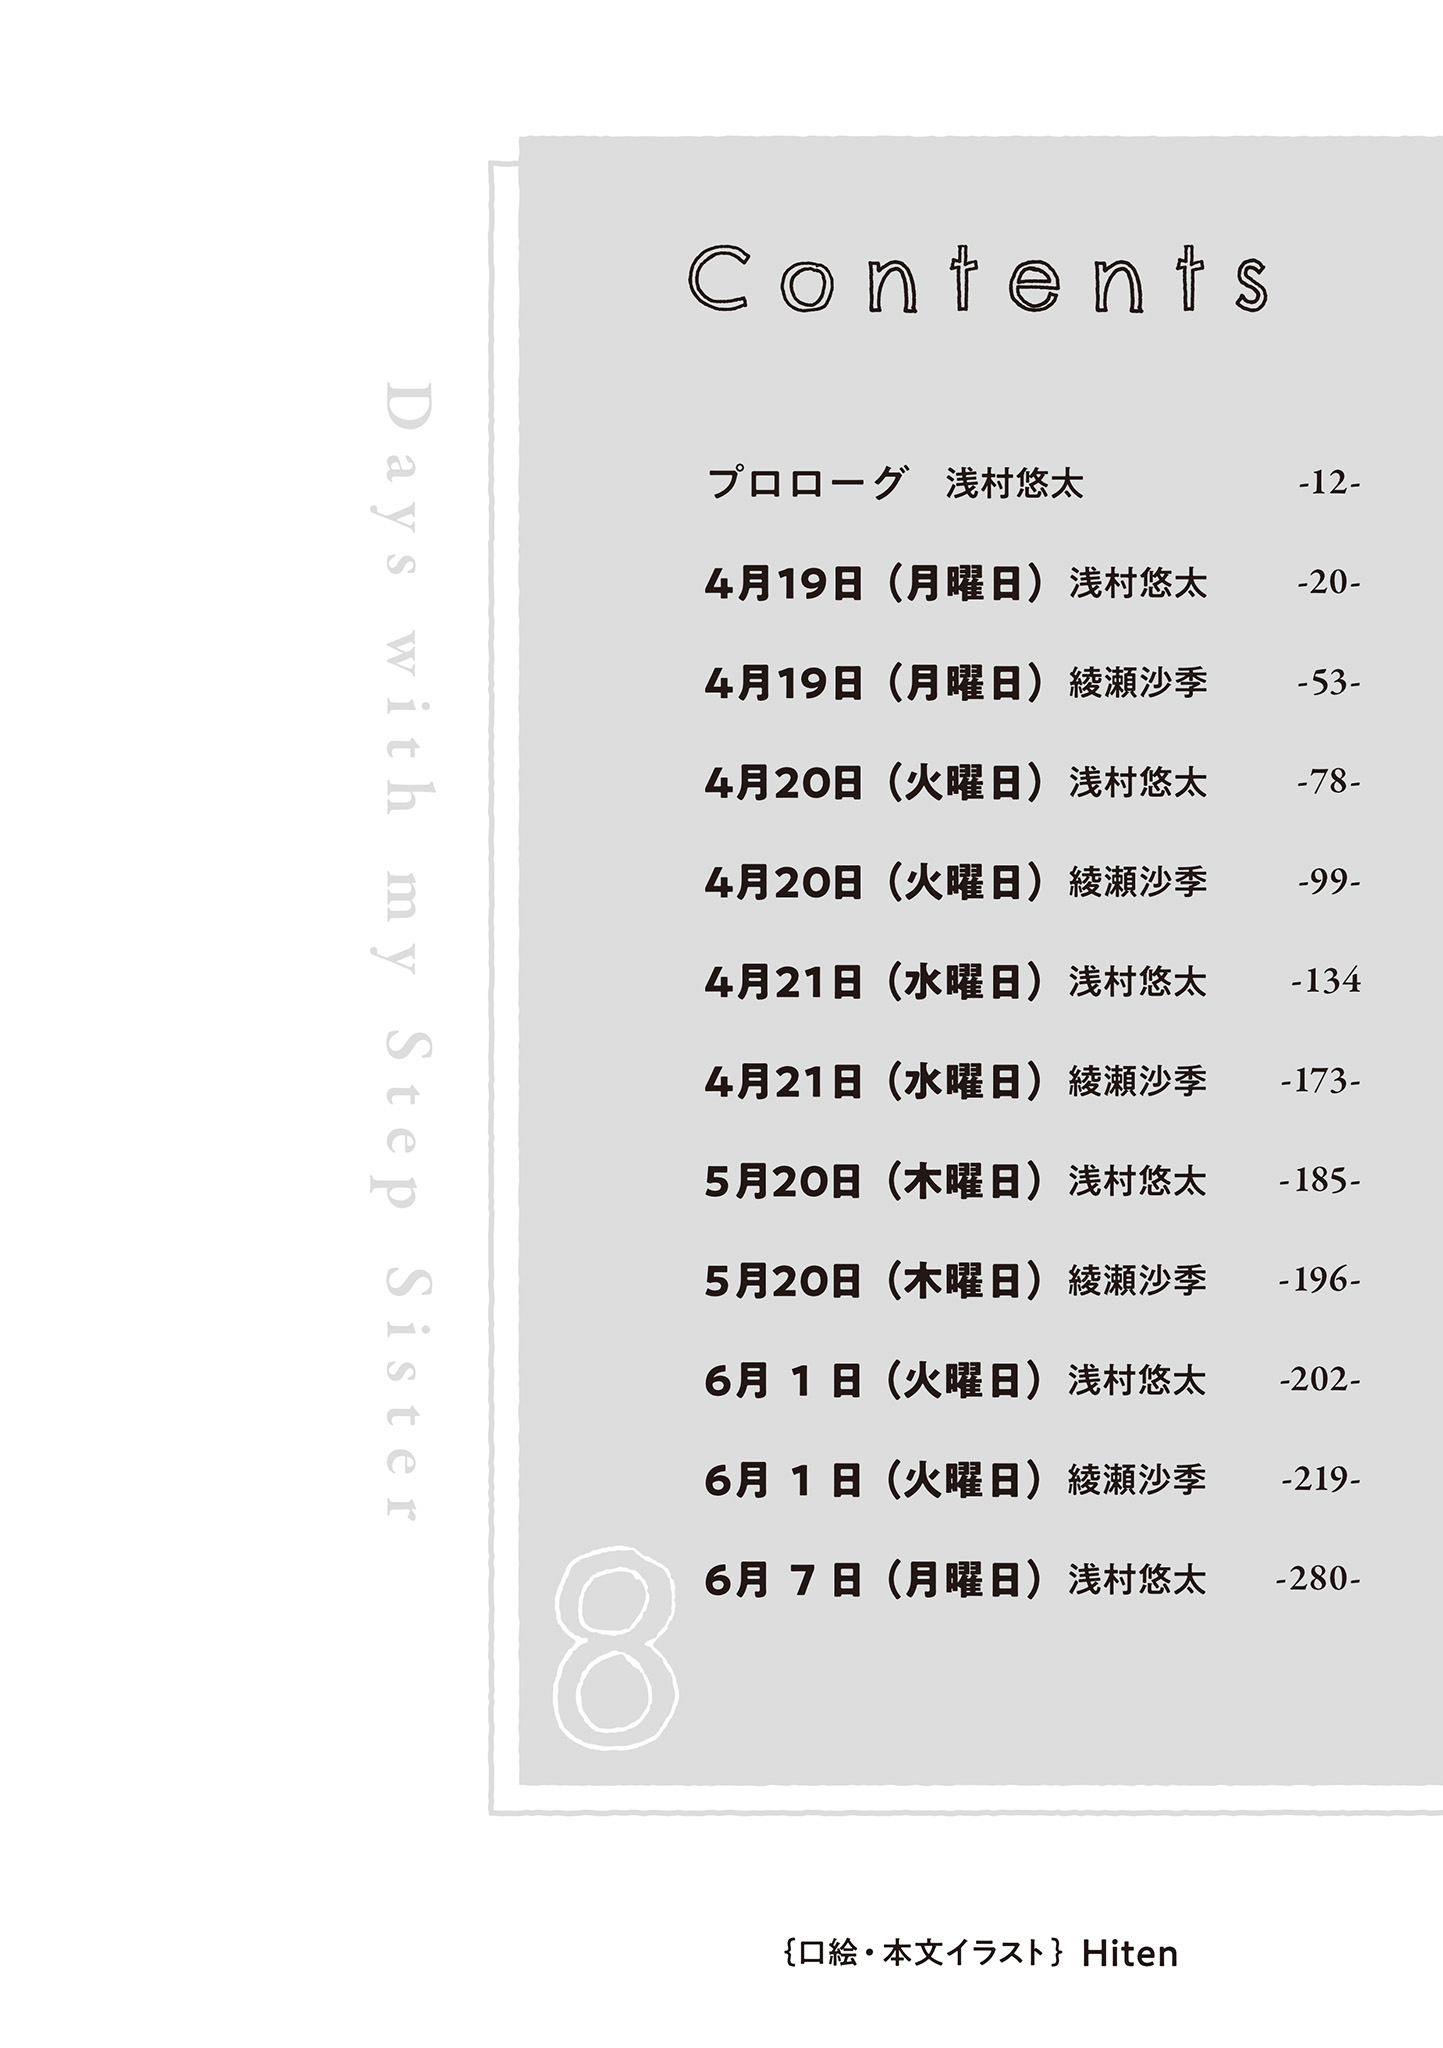 Contents
プロローグ　浅村悠太 -12-
4月19日（月曜日）浅村悠太 -20-
4月19日（月曜日）綾瀬沙季 -53-
4月20日（火曜日）浅村悠太 -78-
4月20日（火曜日）綾瀬沙季 -99-
4月21日（水曜日）浅村悠太 -134
4月21日（水曜日）綾瀬沙季 -173-
5月20日（木曜日）浅村悠太 -185-
5月20日（木曜日）綾瀬沙季 -196-
6月 1 日（火曜日）浅村悠太 -202-
6月 1 日（火曜日）綾瀬沙季 -219-
6月 7 日（月曜日）浅村悠太 -280-
8
Days with my Step Sister
{口絵・本文イラスト} Hiten